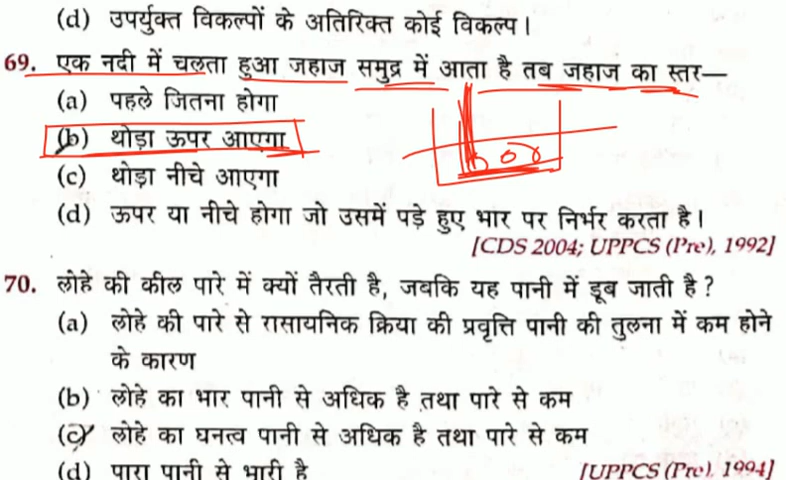 (d) उपर्युक्त विकल्पों के अतिरिक्त कोई विकल्प।
69. एक नदी में चलता हुआ जहाज समुद्र में आता है तब जहाज का स्तर—
(a) पहले जितना होगा
(b) थोड़ा ऊपर आएगा
(c) थोड़ा नीचे आएगा
(d) ऊपर या नीचे होगा जो उसमें पड़े हुए भार पर निर्भर करता है।
[CDS 2004; UPPCS (Pre), 1992]
70. लोहे की कील पारे में क्यों तैरती है, जबकि यह पानी में डूब जाती है ?
(a) लोहे की पारे से रासायनिक क्रिया की प्रवृत्ति पानी की तुलना में कम होने
के कारण
(b) लोहे का भार पानी से अधिक है तथा पारे से कम
(c) लोहे का घनत्व पानी से अधिक है तथा पारे से कम
(d) पारा पानी से भारी है
[UPPCS (Pre), 1994]